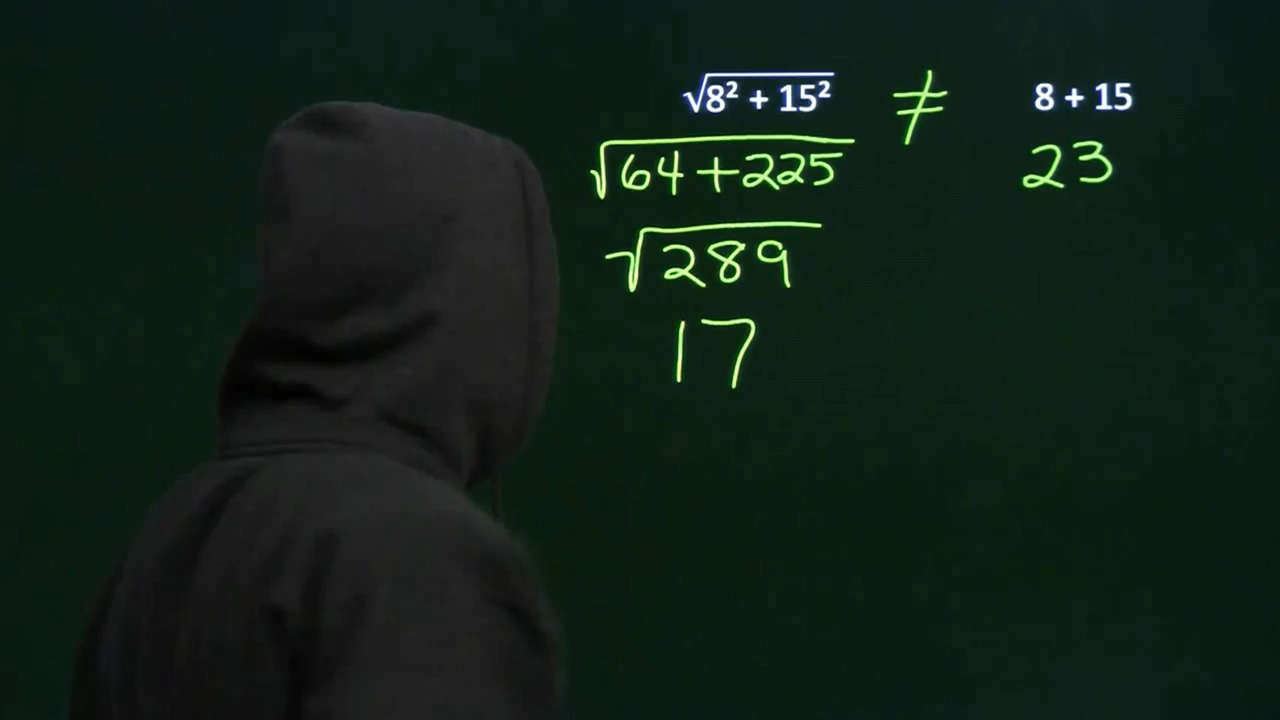 √8² + 15² ≠ 8 + 15
√64+225 23
√289
17